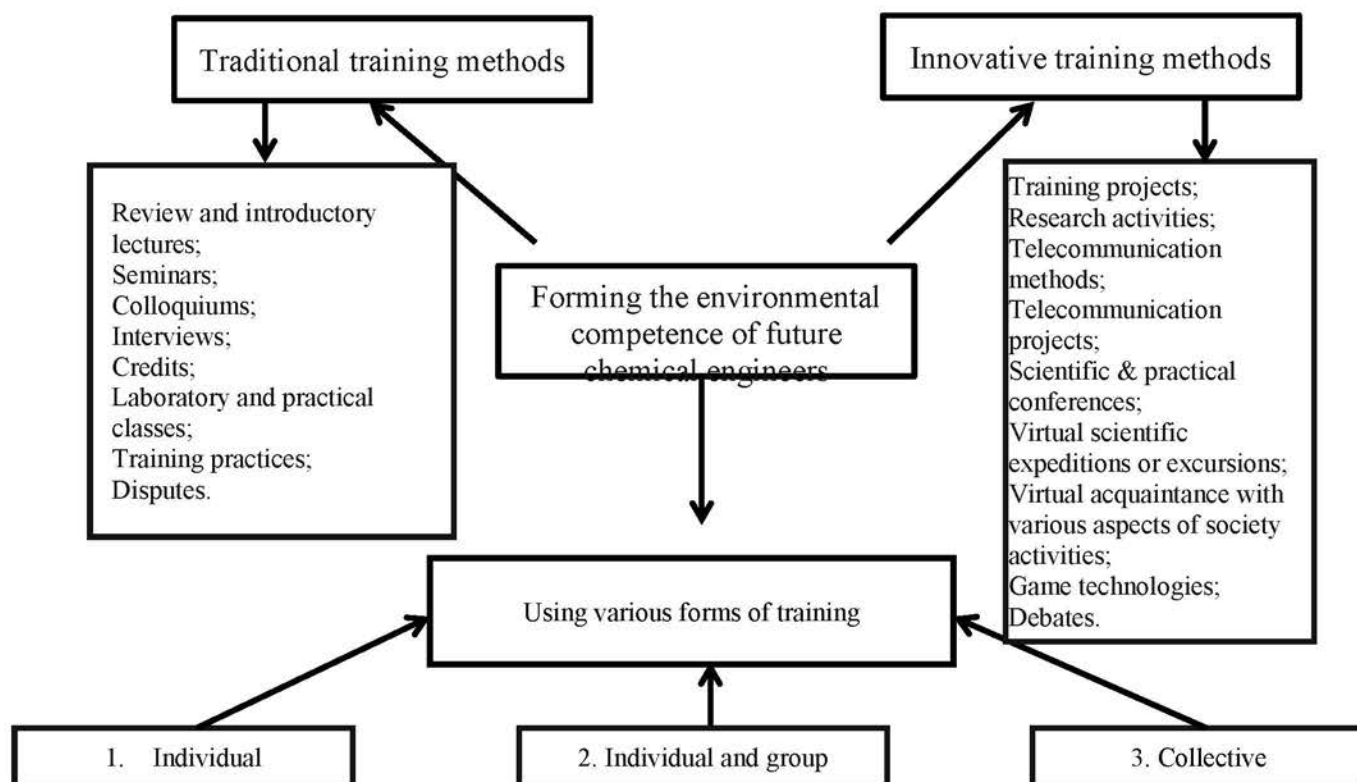 Traditional training methods
Innovative training methods
Review and introductory
lectures;
Seminars;
Colloquiums;
Interviews;
Credits;
Laboratory and practical
classes;
Training practices;
Disputes.
Forming the environmental
competence of future
chemical engineers
Training projects;
Research activities;
Telecommunication
methods;
Telecommunication
projects;
Scientific & practical
conferences;
Virtual scientific
expeditions or excursions;
Virtual acquaintance with
various aspects of society
activities;
Game technologies;
Debates.
Using various forms of training
1. Individual
2. Individual and group
3. Collective